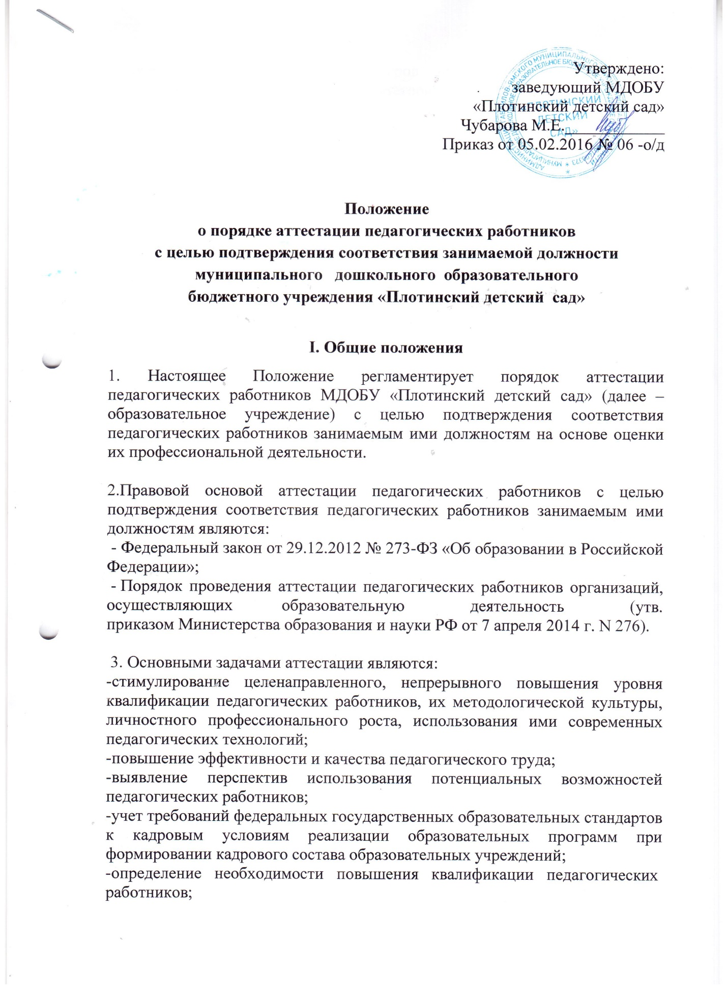 Утверждено:
заведующий МДОБУ
«Плотинский детский сад»
Чубарова М.Е.____________
Приказ от 05.02.2016 № 06 -о/д
«ПЛОТИНСКИЙ
ДЕТСКИЙ
САД»
Положение
о порядке аттестации педагогических работников
с целью подтверждения соответствия занимаемой должности
муниципального дошкольного образовательного
бюджетного учреждения «Плотинский детский сад»
I. Общие положения
1. Настоящее Положение регламентирует порядок аттестации
педагогических работников МДОБУ «Плотинский детский сад» (далее –
образовательное учреждение) с целью подтверждения соответствия
педагогических работников занимаемым ими должностям на основе оценки
их профессиональной деятельности.
2.Правовой основой аттестации педагогических работников с целью
подтверждения соответствия педагогических работников занимаемым ими
должностям являются:
- Федеральный закон от 29.12.2012 № 273-ФЗ «Об образовании в Российской
Федерации»;
- Порядок проведения аттестации педагогических работников организаций,
осуществляющих образовательную деятельность (утв.
приказом Министерства образования и науки РФ от 7 апреля 2014 г. N 276).
3. Основными задачами аттестации являются:
-стимулирование целенаправленного, непрерывного повышения уровня
квалификации педагогических работников, их методологической культуры,
личностного профессионального роста, использования ими современных
педагогических технологий;
-повышение эффективности и качества педагогического труда;
-выявление перспектив использования потенциальных возможностей
педагогических работников;
-учет требований федеральных государственных образовательных стандартов
к кадровым условиям реализации образовательных программ при
формировании кадрового состава образовательных учреждений;
-определение необходимости повышения квалификации педагогических
работников;